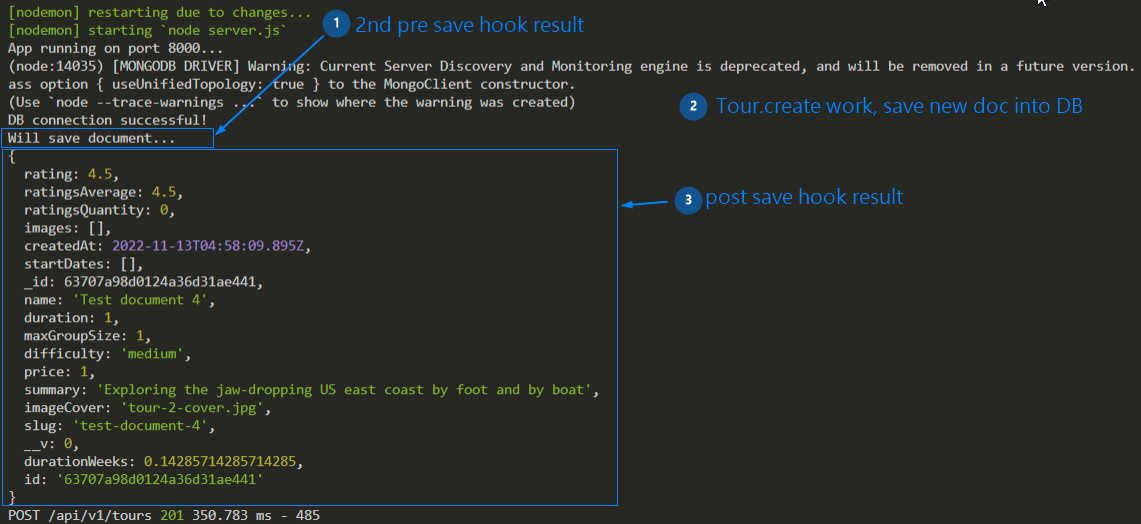 [nodemon] restarting due to changes...
[nodemon] starting `node server.js`
1 2nd pre save hook result
App running on port 8000...
(node:14035) [MONGODB DRIVER] Warning: Current Server Discovery and Monitoring engine is deprecated, and will be removed in a future version.
ass option { useUnifiedTopology: true } to the MongoClient constructor.
(Use `node --trace-warnings ...` to show where the warning was created)
2 Tour.create work, save new doc into DB
DB connection successful!
Will save document...
{
rating: 4.5,
ratingsAverage: 4.5,
3 post save hook result
ratingsQuantity: 0,
images: [],
createdAt: 2022-11-13T04:58:09.895Z,
startDates: [],
_id: 63707a98d0124a36d31ae441,
name: 'Test document 4',
duration: 1,
maxGroupSize: 1,
difficulty: 'medium',
price: 1,
summary: 'Exploring the jaw-dropping US east coast by foot and by boat',
imageCover: 'tour-2-cover.jpg',
slug: 'test-document-4',
__v: 0,
durationWeeks: 0.14285714285714285,
id: '63707a98d0124a36d31ae441'
}
POST /api/v1/tours 201 350.783 ms - 485